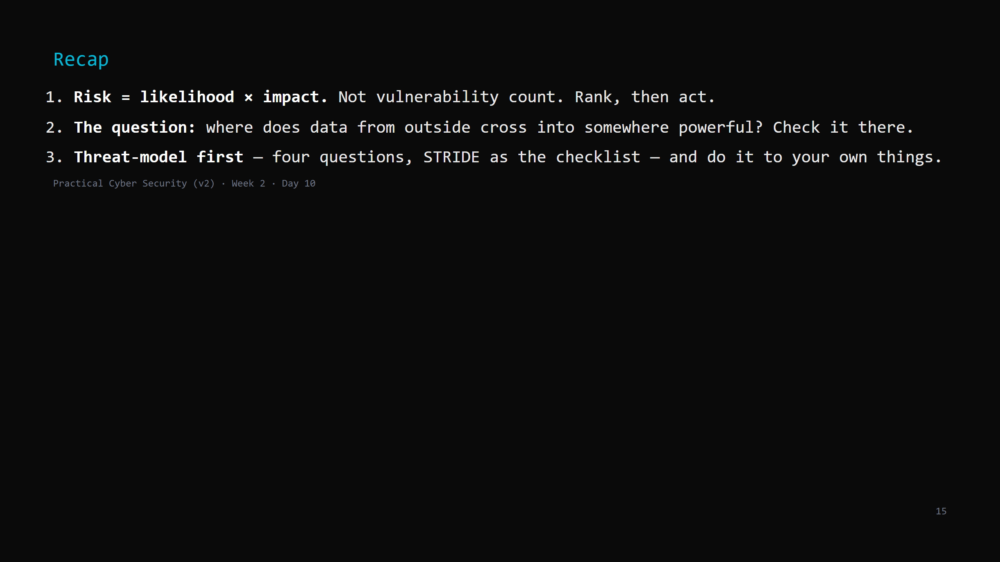 Recap
1. Risk = likelihood × impact. Not vulnerability count. Rank, then act.
2. The question: where does data from outside cross into somewhere powerful? Check it there.
3. Threat-model first — four questions, STRIDE as the checklist — and do it to your own things.
Practical Cyber Security (v2) · Week 2 · Day 10
15